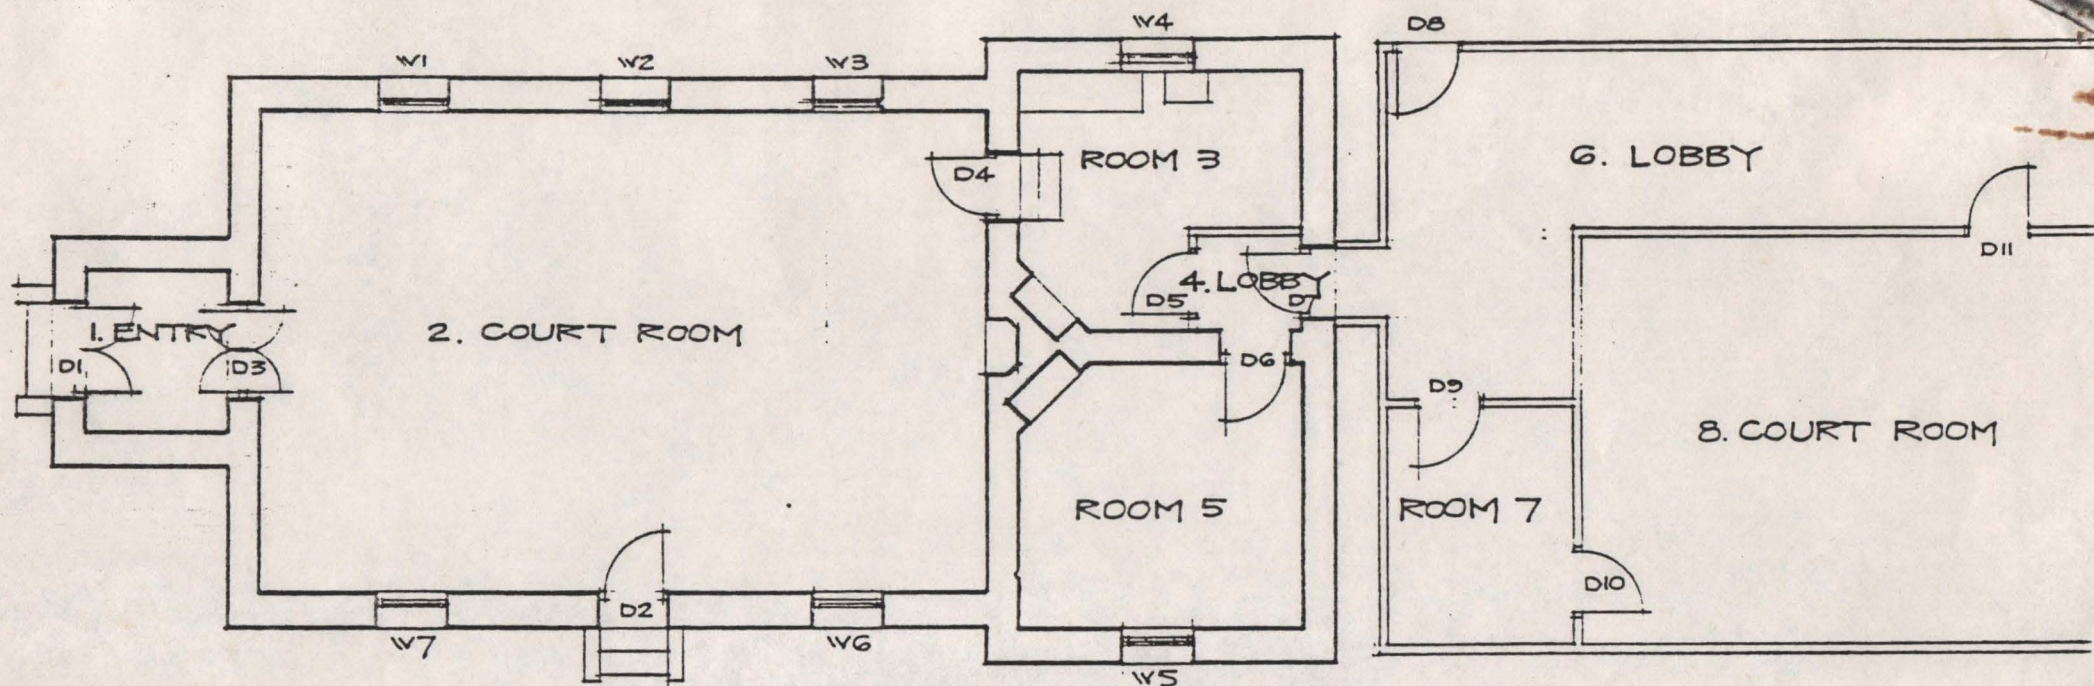 W4
D8
W1
W2
W3
ROOM 3
6. LOBBY
D4
D11
4. LOBBY
D5
D7
1. ENTRY
2. COURT ROOM
D1
D3
D6
D9
8. COURT ROOM
ROOM 5
ROOM 7
D10
D2
W7
W6
W5